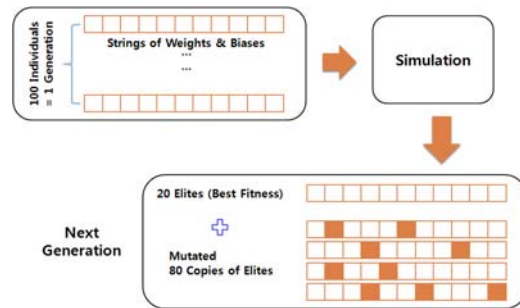 100 Individuals
= 1 Generation
Strings of Weights & Biases
...
...
Simulation
Next
Generation
20 Elites (Best Fitness)
Mutated
80 Copies of Elites